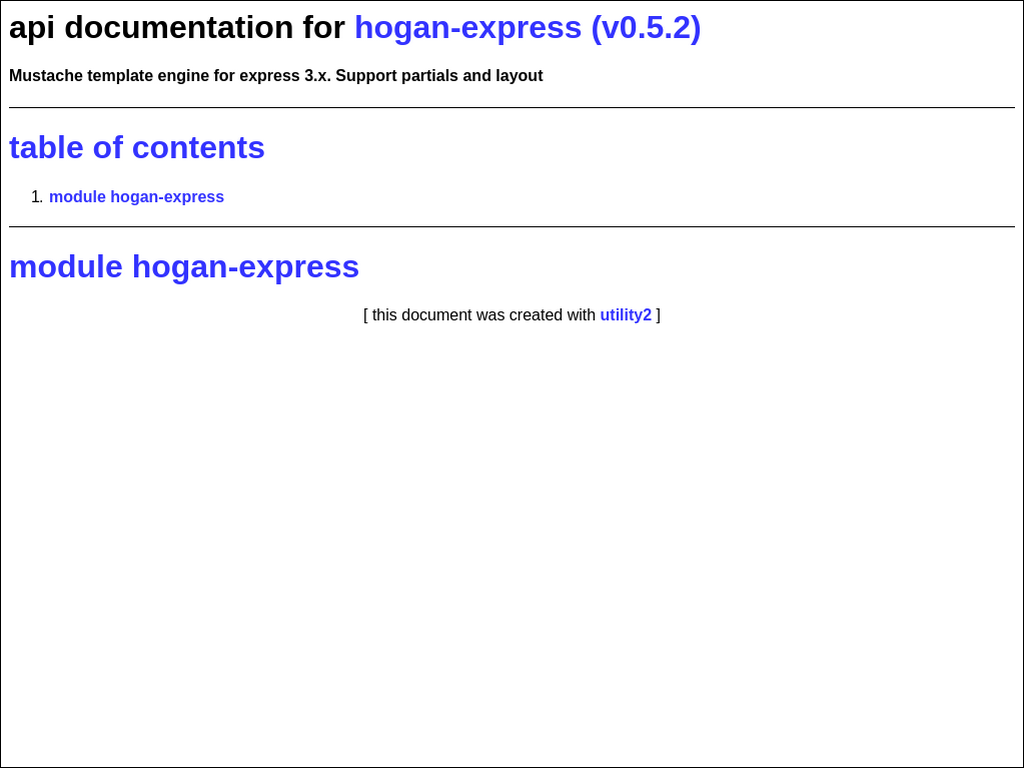 api documentation for hogan-express (v0.5.2)
Mustache template engine for express 3.x. Support partials and layout
table of contents
1. module hogan-express
module hogan-express
[ this document was created with utility2 ]